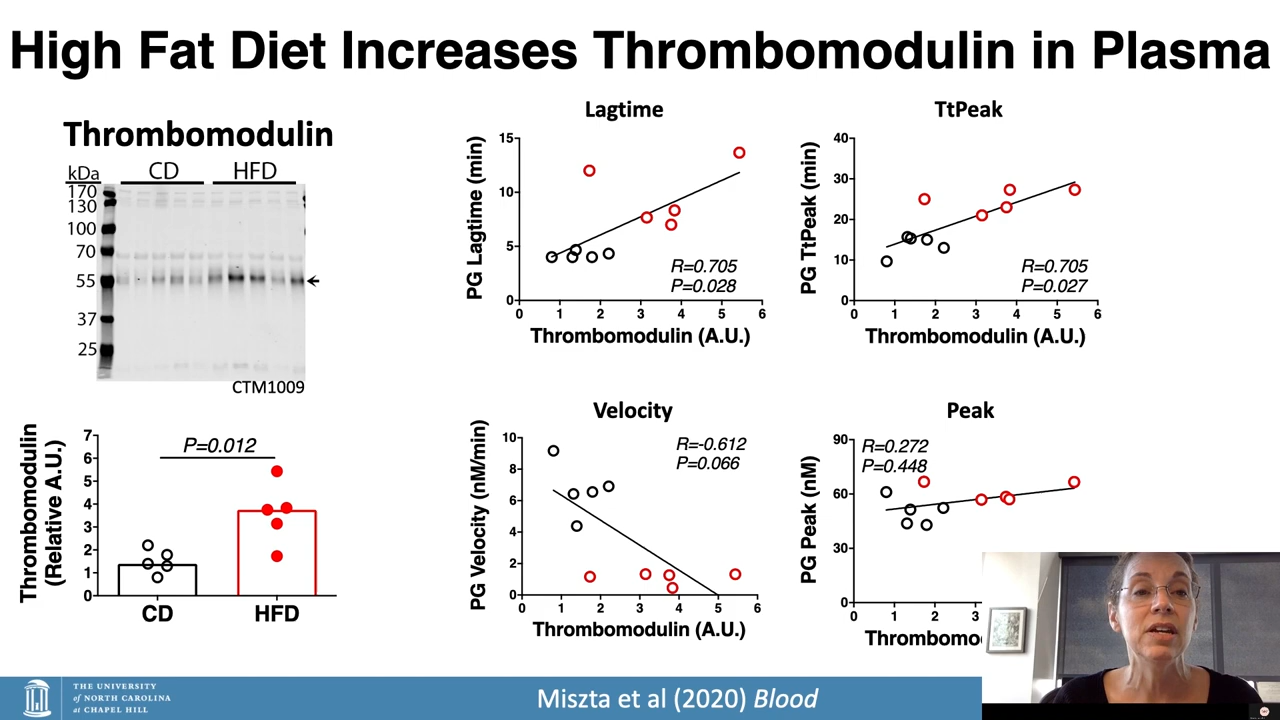 High Fat Diet Increases Thrombomodulin in Plasma
Thrombomodulin
kDa CD HFD
170
130
100
70
55
37
25
CTM1009
Thrombomodulin
(Relative A.U.)
7
6
5
4
3
2
1
0
P=0.012
CD HFD
Lagtime
PG Lagtime (min)
15
10
5
0
R=0.705
P=0.028
0 1 2 3 4 5 6
Thrombomodulin (A.U.)
TtPeak
PG TtPeak (min)
40
30
20
10
0
R=0.705
P=0.027
0 1 2 3 4 5 6
Thrombomodulin (A.U.)
Velocity
PG Velocity (nM/min)
10
8
6
4
2
0
R=-0.612
P=0.066
0 1 2 3 4 5 6
Thrombomodulin (A.U.)
Peak
PG Peak (nM)
90
60
30
0
R=0.272
P=0.448
0 1 2 3
Thrombomo
THE UNIVERSITY
of NORTH CAROLINA
at CHAPEL HILL
Miszta et al (2020) Blood